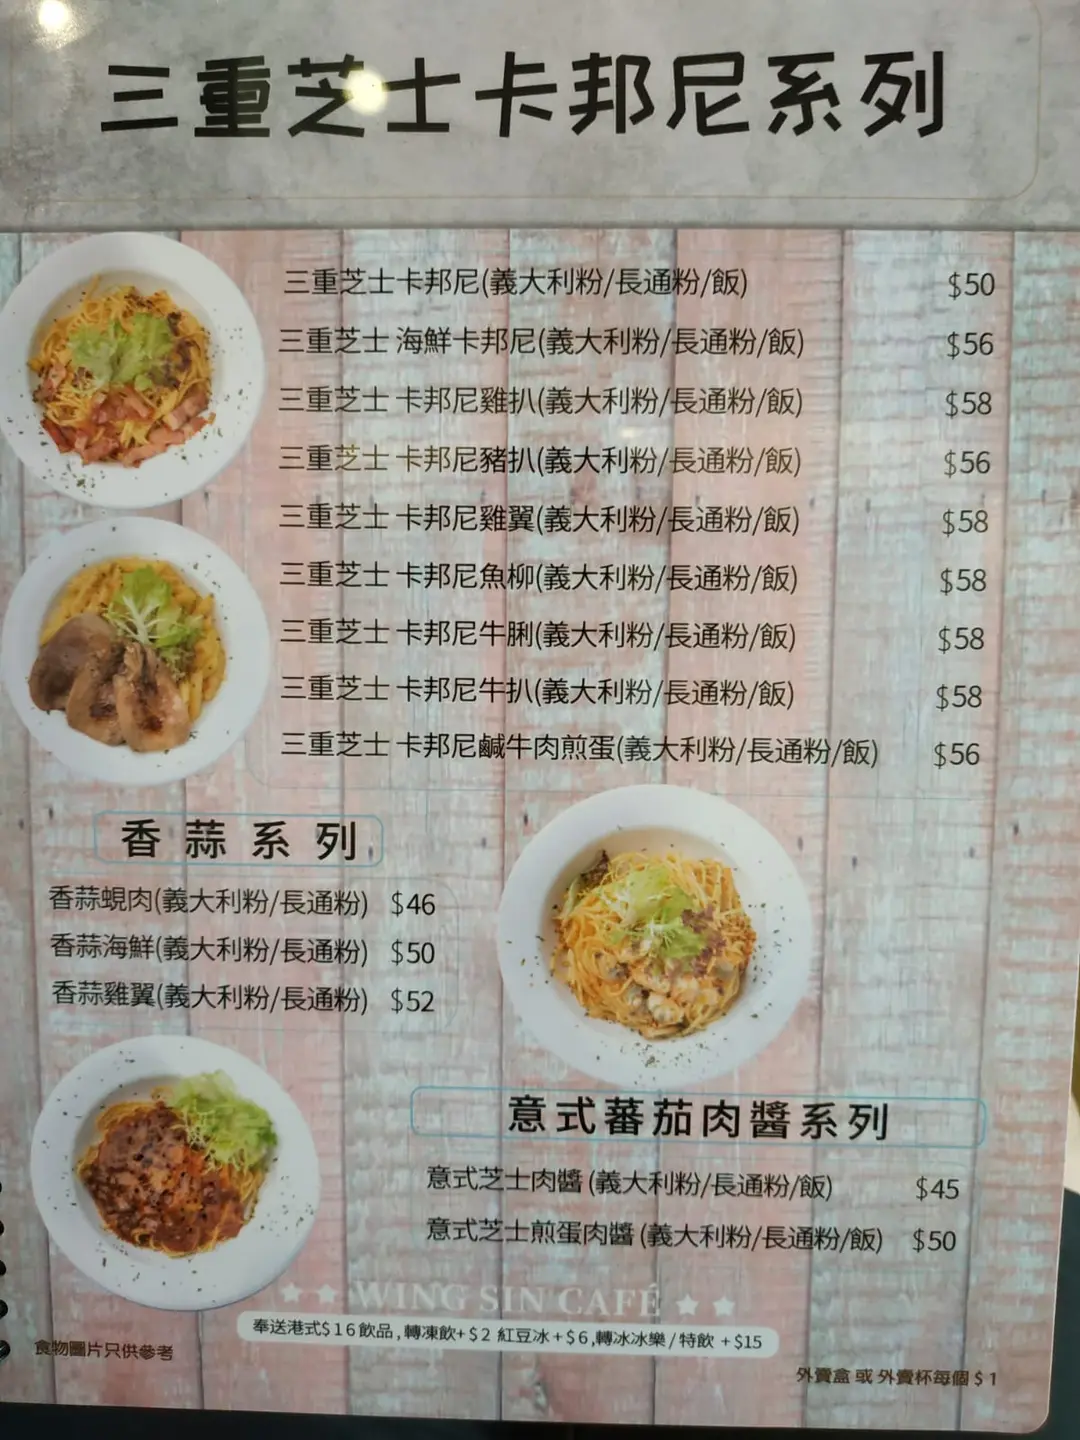 三重芝士卡邦尼系列
三重芝士卡邦尼(義大利粉/長通粉/飯) $50
三重芝士 海鮮卡邦尼(義大利粉/長通粉/飯) $56
三重芝士 卡邦尼雞扒(義大利粉/長通粉/飯) $58
三重芝士 卡邦尼豬扒(義大利粉/長通粉/飯) $56
三重芝士 卡邦尼雞翼(義大利粉/長通粉/飯) $58
三重芝士 卡邦尼魚柳(義大利粉/長通粉/飯) $58
三重芝士 卡邦尼牛脷(義大利粉/長通粉/飯) $58
三重芝士 卡邦尼牛扒(義大利粉/長通粉/飯) $58
三重芝士 卡邦尼鹹牛肉煎蛋(義大利粉/長通粉/飯) $56
香蒜系列
香蒜蜆肉(義大利粉/長通粉) $46
香蒜海鮮(義大利粉/長通粉) $50
香蒜雞翼(義大利粉/長通粉) $52
意式蕃茄肉醬系列
意式芝士肉醬 (義大利粉/長通粉/飯) $45
意式芝士煎蛋肉醬 (義大利粉/長通粉/飯) $50
WING SIN CAFÉ
奉送港式$16飲品,轉凍飲+$2 紅豆冰+$6,轉冰冰樂/特飲 +$15
食物圖片只供參考
外賣盒 或 外賣杯每個 $1